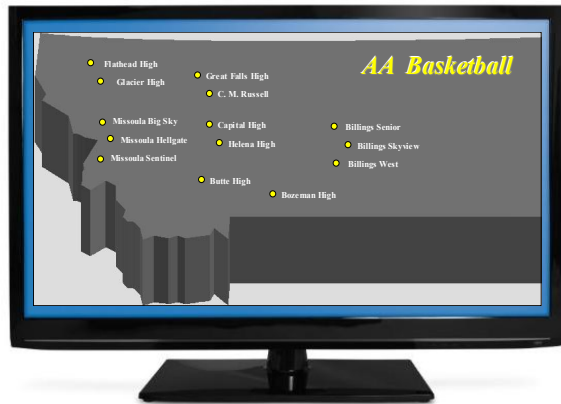 AA Basketball
Flathead High
Glacier High
Great Falls High
C. M. Russell
Missoula Big Sky
Missoula Hellgate
Missoula Sentinel
Capital High
Helena High
Billings Senior
Billings Skyview
Billings West
Butte High
Bozeman High